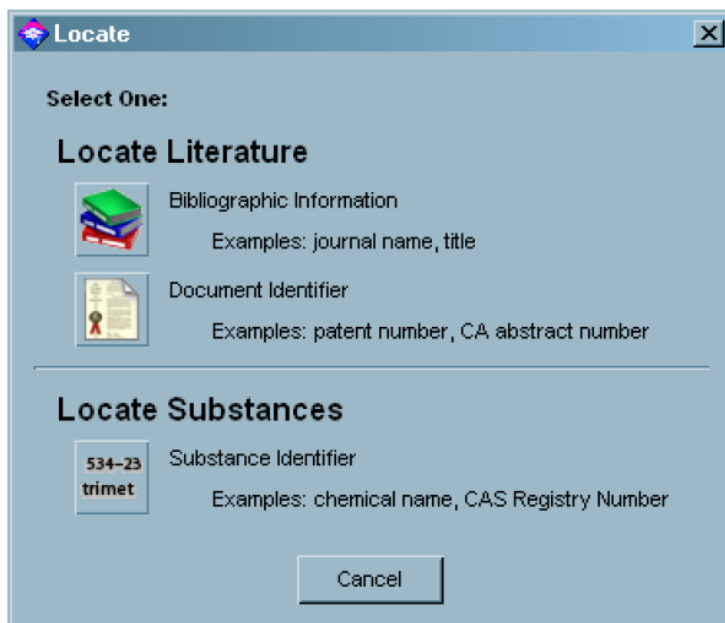 Locate
Select One:
Locate Literature
Bibliographic Information
Examples: journal name, title
Document Identifier
Examples: patent number, CA abstract number
Locate Substances
534-23
trimet
Substance Identifier
Examples: chemical name, CAS Registry Number
Cancel